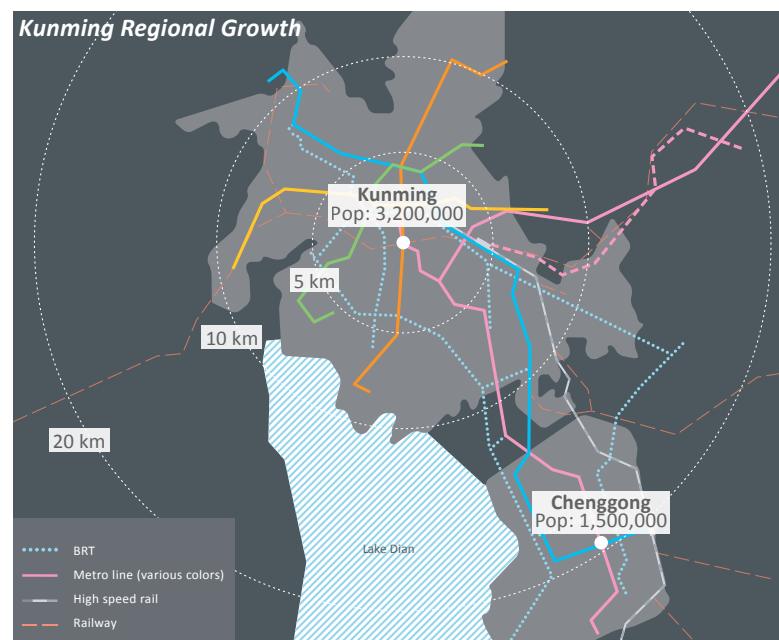 Kunming Regional Growth
Kunming
Pop: 3,200,000
5 km
10 km
20 km
Chenggong
Pop: 1,500,000
Lake Dian
BRT
Metro line (various colors)
High speed rail
Railway